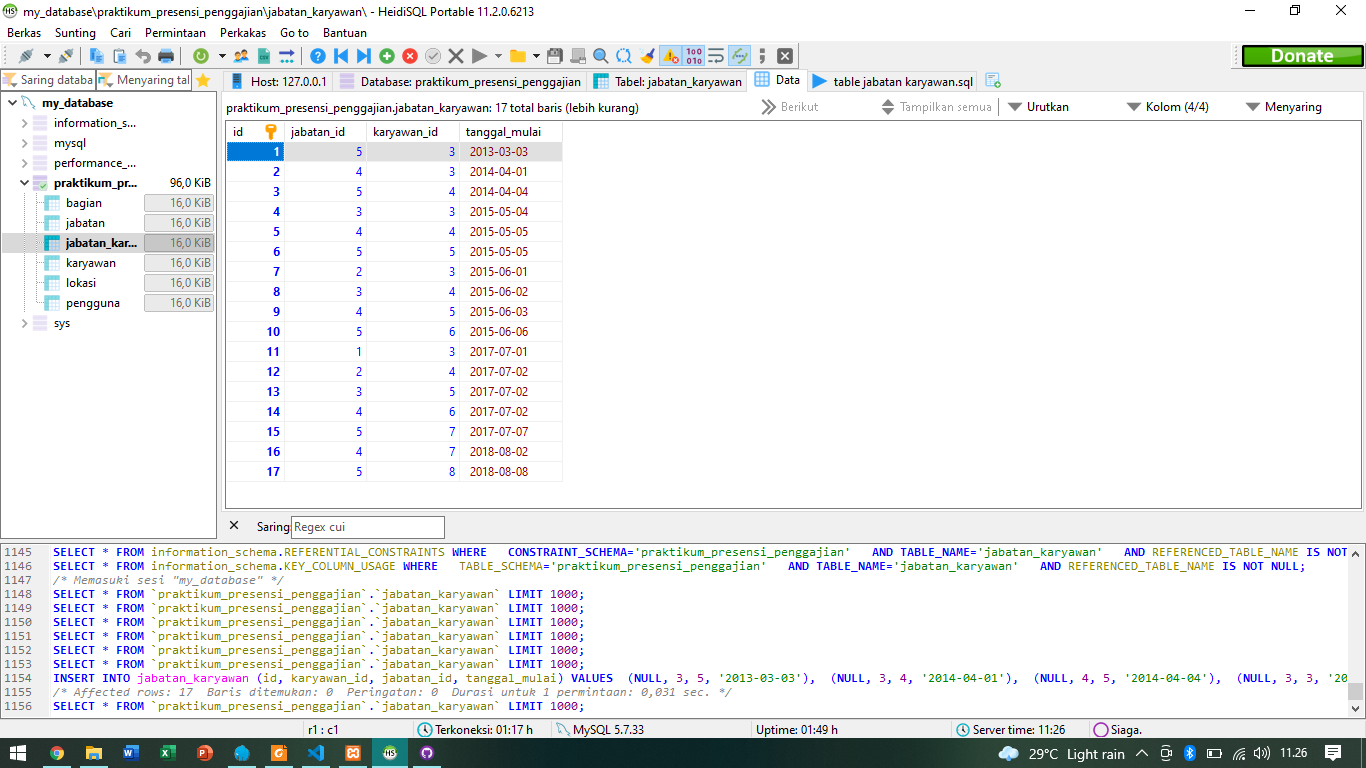 my_database\praktikum_presensi_penggajian\jabatan_karyawan\ - HeidiSQL Portable 11.2.0.6213
Berkas Sunting Cari Permintaan Perkakas Go to Bantuan
Donate
Saring databa Menyaring tal
Host: 127.0.0.1 Database: praktikum_presensi_penggajian Tabel: jabatan_karyawan Data table jabatan karyawan.sql
my_database
information_s...
mysql
performance_...
praktikum_pr... 96,0 KiB
bagian 16,0 KiB
jabatan 16,0 KiB
jabatan_kar... 16,0 KiB
karyawan 16,0 KiB
lokasi 16,0 KiB
pengguna 16,0 KiB
sys
praktikum_presensi_penggajian.jabatan_karyawan: 17 total baris (lebih kurang) Berikut Tampilkan semua Urutkan Kolom (4/4) Menyaring
id jabatan_id karyawan_id tanggal_mulai
1 5 3 2013-03-03
2 4 3 2014-04-01
3 5 4 2014-04-04
4 3 3 2015-05-04
5 4 4 2015-05-05
6 5 5 2015-05-05
7 2 3 2015-06-01
8 3 4 2015-06-02
9 4 5 2015-06-03
10 5 6 2015-06-06
11 1 3 2017-07-01
12 2 4 2017-07-02
13 3 5 2017-07-02
14 4 6 2017-07-02
15 5 7 2017-07-07
16 4 7 2018-08-02
17 5 8 2018-08-08
Saring: Regex cui
1145 SELECT * FROM information_schema.REFERENTIAL_CONSTRAINTS WHERE CONSTRAINT_SCHEMA='praktikum_presensi_penggajian' AND TABLE_NAME='jabatan_karyawan' AND REFERENCED_TABLE_NAME IS NOT
1146 SELECT * FROM information_schema.KEY_COLUMN_USAGE WHERE TABLE_SCHEMA='praktikum_presensi_penggajian' AND TABLE_NAME='jabatan_karyawan' AND REFERENCED_TABLE_NAME IS NOT NULL;
1147 /* Memasuki sesi "my_database" */
1148 SELECT * FROM `praktikum_presensi_penggajian`.`jabatan_karyawan` LIMIT 1000;
1149 SELECT * FROM `praktikum_presensi_penggajian`.`jabatan_karyawan` LIMIT 1000;
1150 SELECT * FROM `praktikum_presensi_penggajian`.`jabatan_karyawan` LIMIT 1000;
1151 SELECT * FROM `praktikum_presensi_penggajian`.`jabatan_karyawan` LIMIT 1000;
1152 SELECT * FROM `praktikum_presensi_penggajian`.`jabatan_karyawan` LIMIT 1000;
1153 SELECT * FROM `praktikum_presensi_penggajian`.`jabatan_karyawan` LIMIT 1000;
1154 INSERT INTO jabatan_karyawan (id, karyawan_id, jabatan_id, tanggal_mulai) VALUES (NULL, 3, 5, '2013-03-03'), (NULL, 3, 4, '2014-04-01'), (NULL, 4, 5, '2014-04-04'), (NULL, 3, 3, '20
1155 /* Affected rows: 17 Baris ditemukan: 0 Peringatan: 0 Durasi untuk 1 permintaan: 0,031 sec. */
1156 SELECT * FROM `praktikum_presensi_penggajian`.`jabatan_karyawan` LIMIT 1000;
r1 : c1 Terkoneksi: 01:17 h MySQL 5.7.33 Uptime: 01:49 h Server time: 11:26 Siaga.
29°C Light rain 11.26